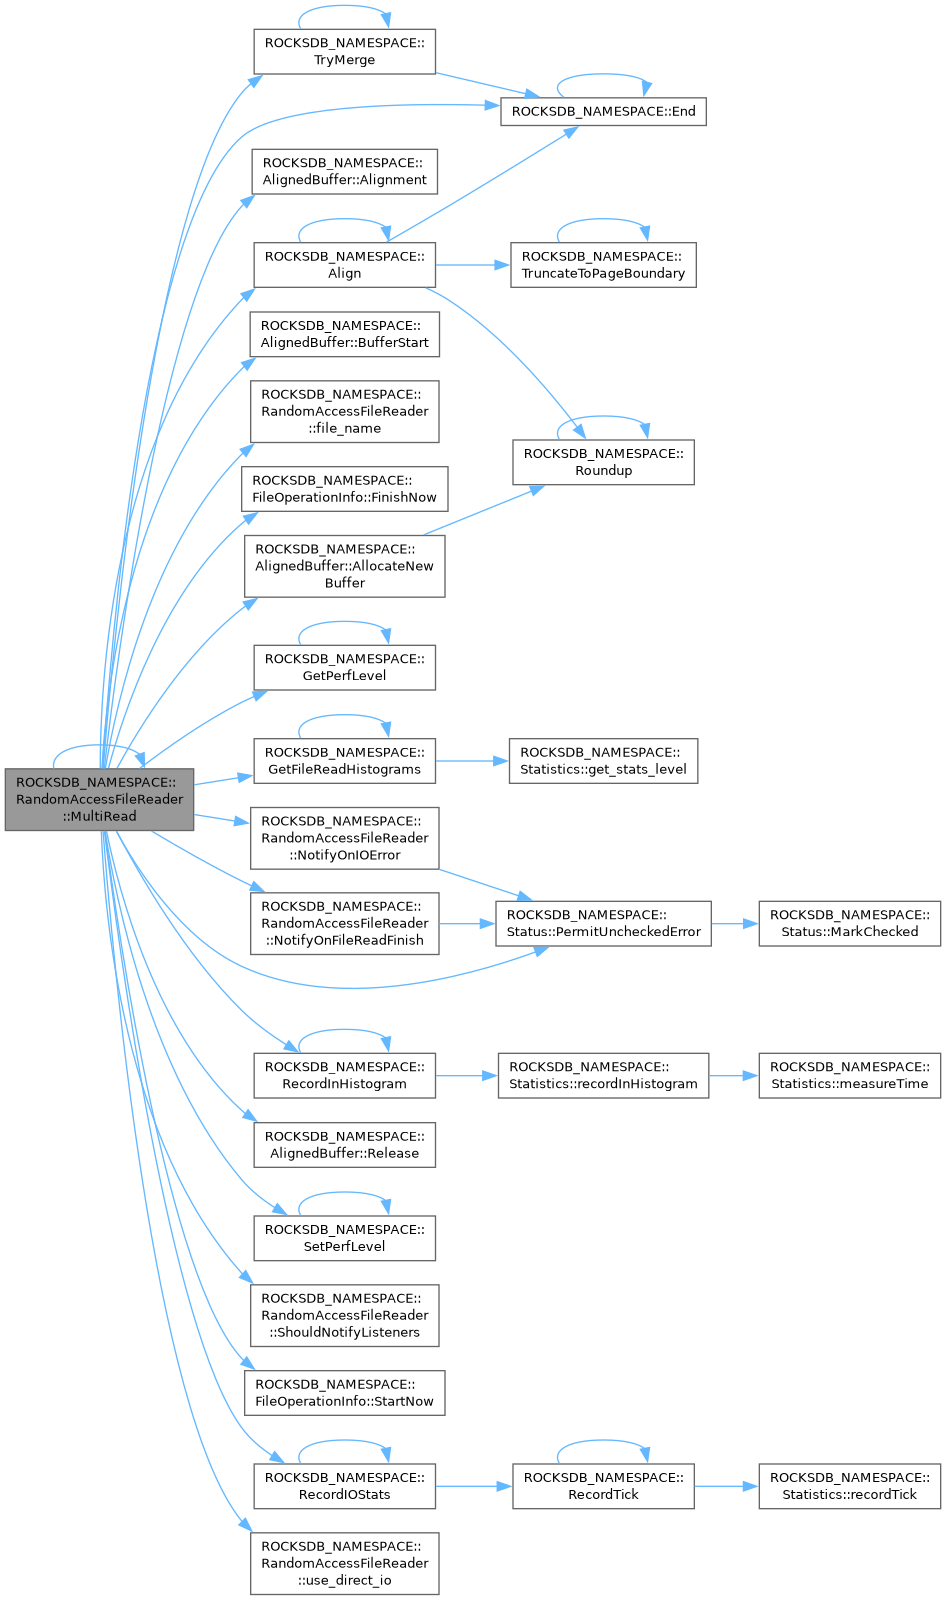 ROCKSDB_NAMESPACE::
TryMerge
ROCKSDB_NAMESPACE::End
ROCKSDB_NAMESPACE::
AlignedBuffer::Alignment
ROCKSDB_NAMESPACE::
Align
ROCKSDB_NAMESPACE::
TruncateToPageBoundary
ROCKSDB_NAMESPACE::
AlignedBuffer::BufferStart
ROCKSDB_NAMESPACE::
RandomAccessFileReader
::file_name
ROCKSDB_NAMESPACE::
Roundup
ROCKSDB_NAMESPACE::
FileOperationInfo::FinishNow
ROCKSDB_NAMESPACE::
AlignedBuffer::AllocateNew
Buffer
ROCKSDB_NAMESPACE::
GetPerfLevel
ROCKSDB_NAMESPACE::
GetFileReadHistograms
ROCKSDB_NAMESPACE::
Statistics::get_stats_level
ROCKSDB_NAMESPACE::
RandomAccessFileReader
::MultiRead
ROCKSDB_NAMESPACE::
RandomAccessFileReader
::NotifyOnIOError
ROCKSDB_NAMESPACE::
RandomAccessFileReader
::NotifyOnFileReadFinish
ROCKSDB_NAMESPACE::
Status::PermitUncheckedError
ROCKSDB_NAMESPACE::
Status::MarkChecked
ROCKSDB_NAMESPACE::
RecordInHistogram
ROCKSDB_NAMESPACE::
Statistics::recordInHistogram
ROCKSDB_NAMESPACE::
Statistics::measureTime
ROCKSDB_NAMESPACE::
AlignedBuffer::Release
ROCKSDB_NAMESPACE::
SetPerfLevel
ROCKSDB_NAMESPACE::
RandomAccessFileReader
::ShouldNotifyListeners
ROCKSDB_NAMESPACE::
FileOperationInfo::StartNow
ROCKSDB_NAMESPACE::
RecordIOStats
ROCKSDB_NAMESPACE::
RecordTick
ROCKSDB_NAMESPACE::
Statistics::recordTick
ROCKSDB_NAMESPACE::
RandomAccessFileReader
::use_direct_io